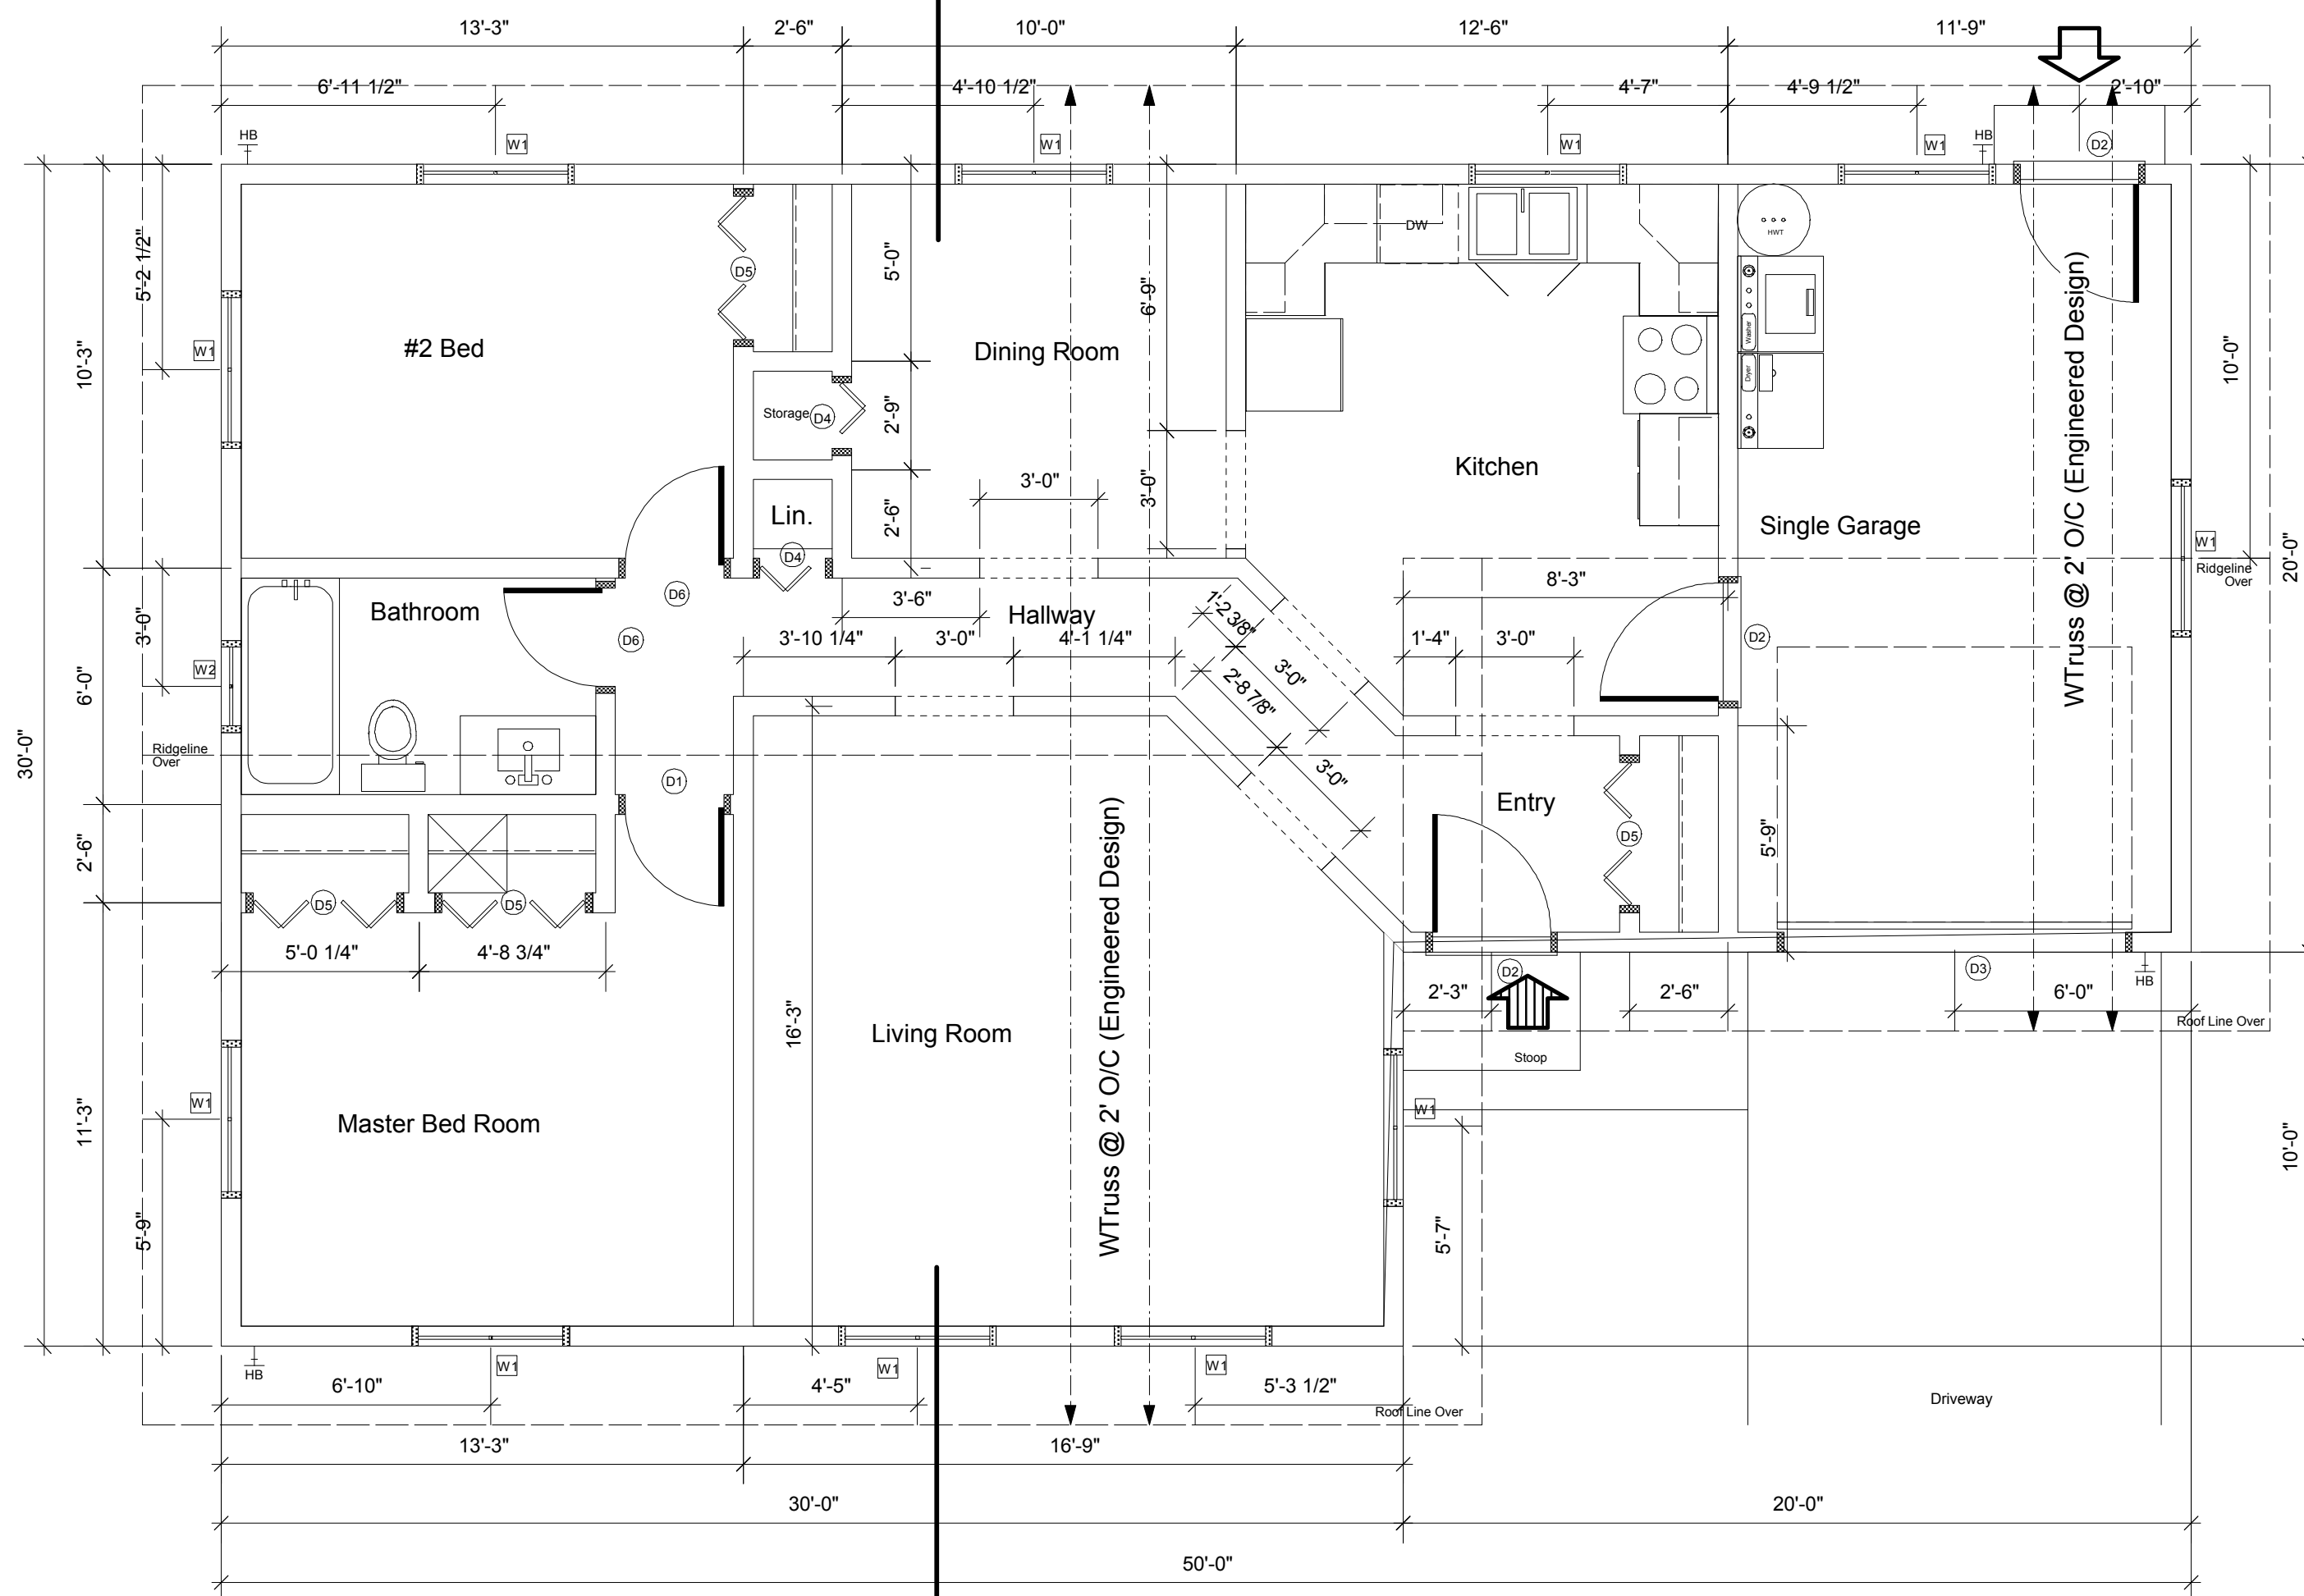 13'-3"
2'-6"
10'-0"
12'-6"
11'-9"
6'-11 1/2"
4'-10 1/2"
4'-7"
4'-9 1/2"
2'-10"
HB
W1
W1
W1
W1
HB
D2
5'-2 1/2"
10'-3"
30'-0"
W1
#2 Bed
D5
5'-0"
Storage
D4
2'-9"
Dining Room
6'-9"
DW
HWT
Washer
Dryer
WTruss @ 2' O/C (Engineered Design)
10'-0"
Kitchen
3'-0"
3'-0"
2'-6"
Lin.
D4
Single Garage
W1
Ridgeline
Over
20'-0"
Bathroom
D6
D6
3'-6"
Hallway
1'-2 3/8"
8'-3"
3'-0"
W2
6'-0"
3'-10 1/4"
3'-0"
4'-1 1/4"
3'-0"
2'-8 7/8"
1'-4"
3'-0"
D2
Ridgeline
Over
D1
3'-0"
Entry
D5
5'-9"
2'-6"
D5
D5
5'-0 1/4"
4'-8 3/4"
16'-3"
Living Room
WTruss @ 2' O/C (Engineered Design)
2'-3"
D2
2'-6"
D3
6'-0"
HB
Roof Line Over
Stoop
W1
Master Bed Room
11'-3"
5'-9"
W1
5'-7"
10'-0"
HB
W1
W1
W1
6'-10"
4'-5"
5'-3 1/2"
Roof Line Over
Driveway
13'-3"
16'-9"
30'-0"
20'-0"
50'-0"